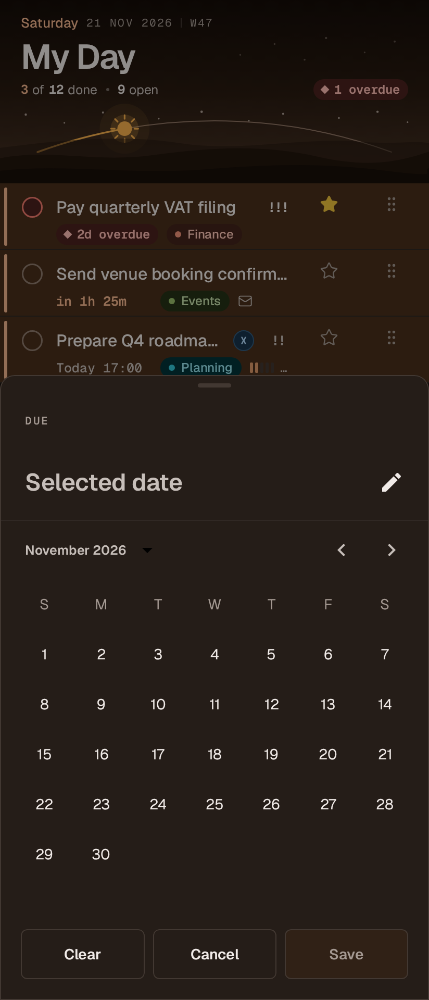 Saturday 21 NOV 2026 | W47
My Day
3 of 12 done • 9 open
1 overdue
Pay quarterly VAT filing !!!
2d overdue Finance
Send venue booking confirm…
in 1h 25m Events
Prepare Q4 roadma… X !!
Today 17:00 Planning …
DUE
Selected date
November 2026
S M T W T F S
1 2 3 4 5 6 7
8 9 10 11 12 13 14
15 16 17 18 19 20 21
22 23 24 25 26 27 28
29 30
Clear Cancel Save